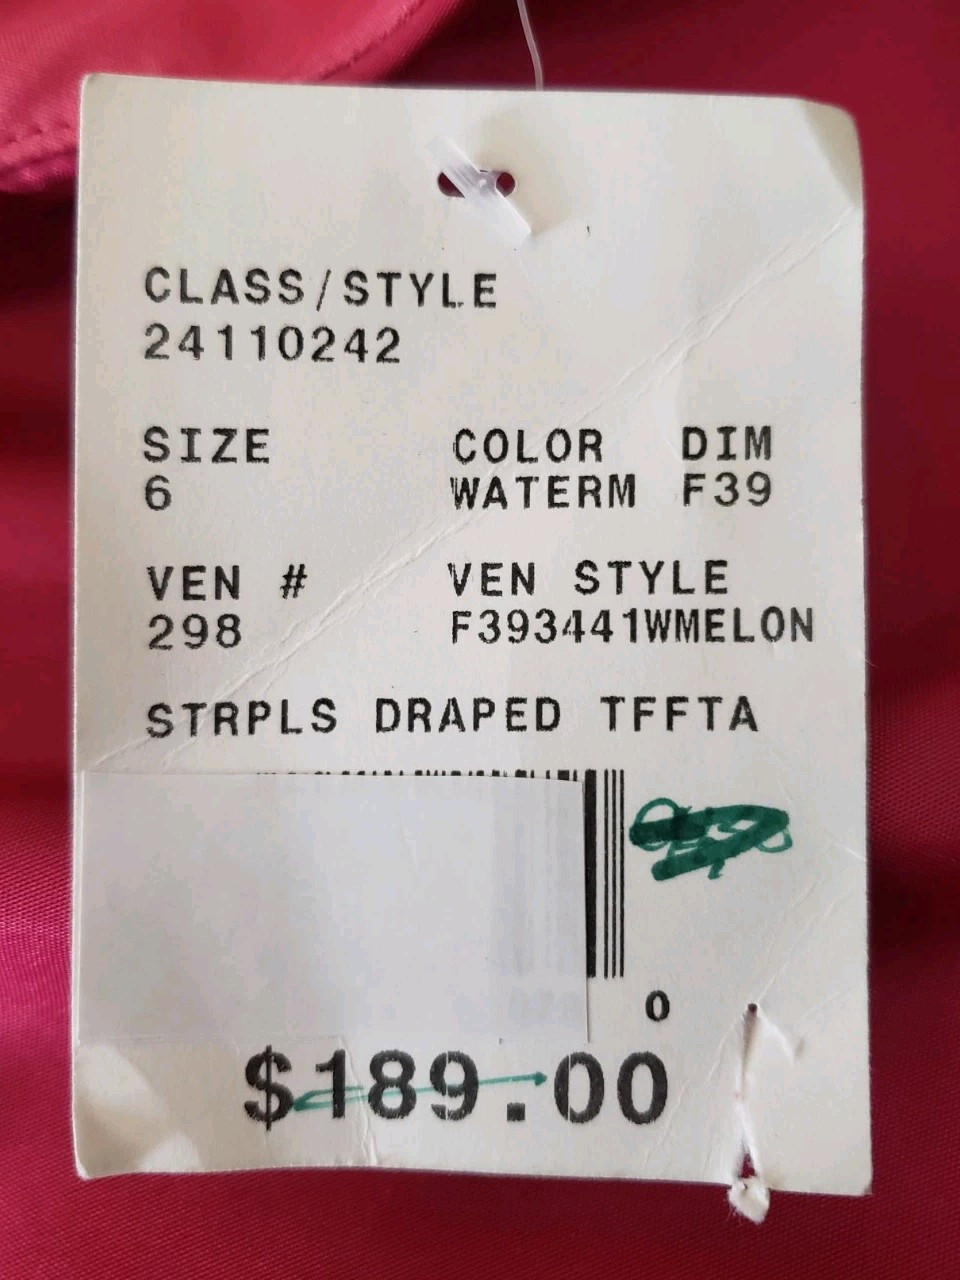 CLASS/STYLE
24110242
SIZE COLOR DIM
6 WATERM F39
VEN # VEN STYLE
298 F393441WMELON
STRPLS DRAPED TFFTA
0
$189.00